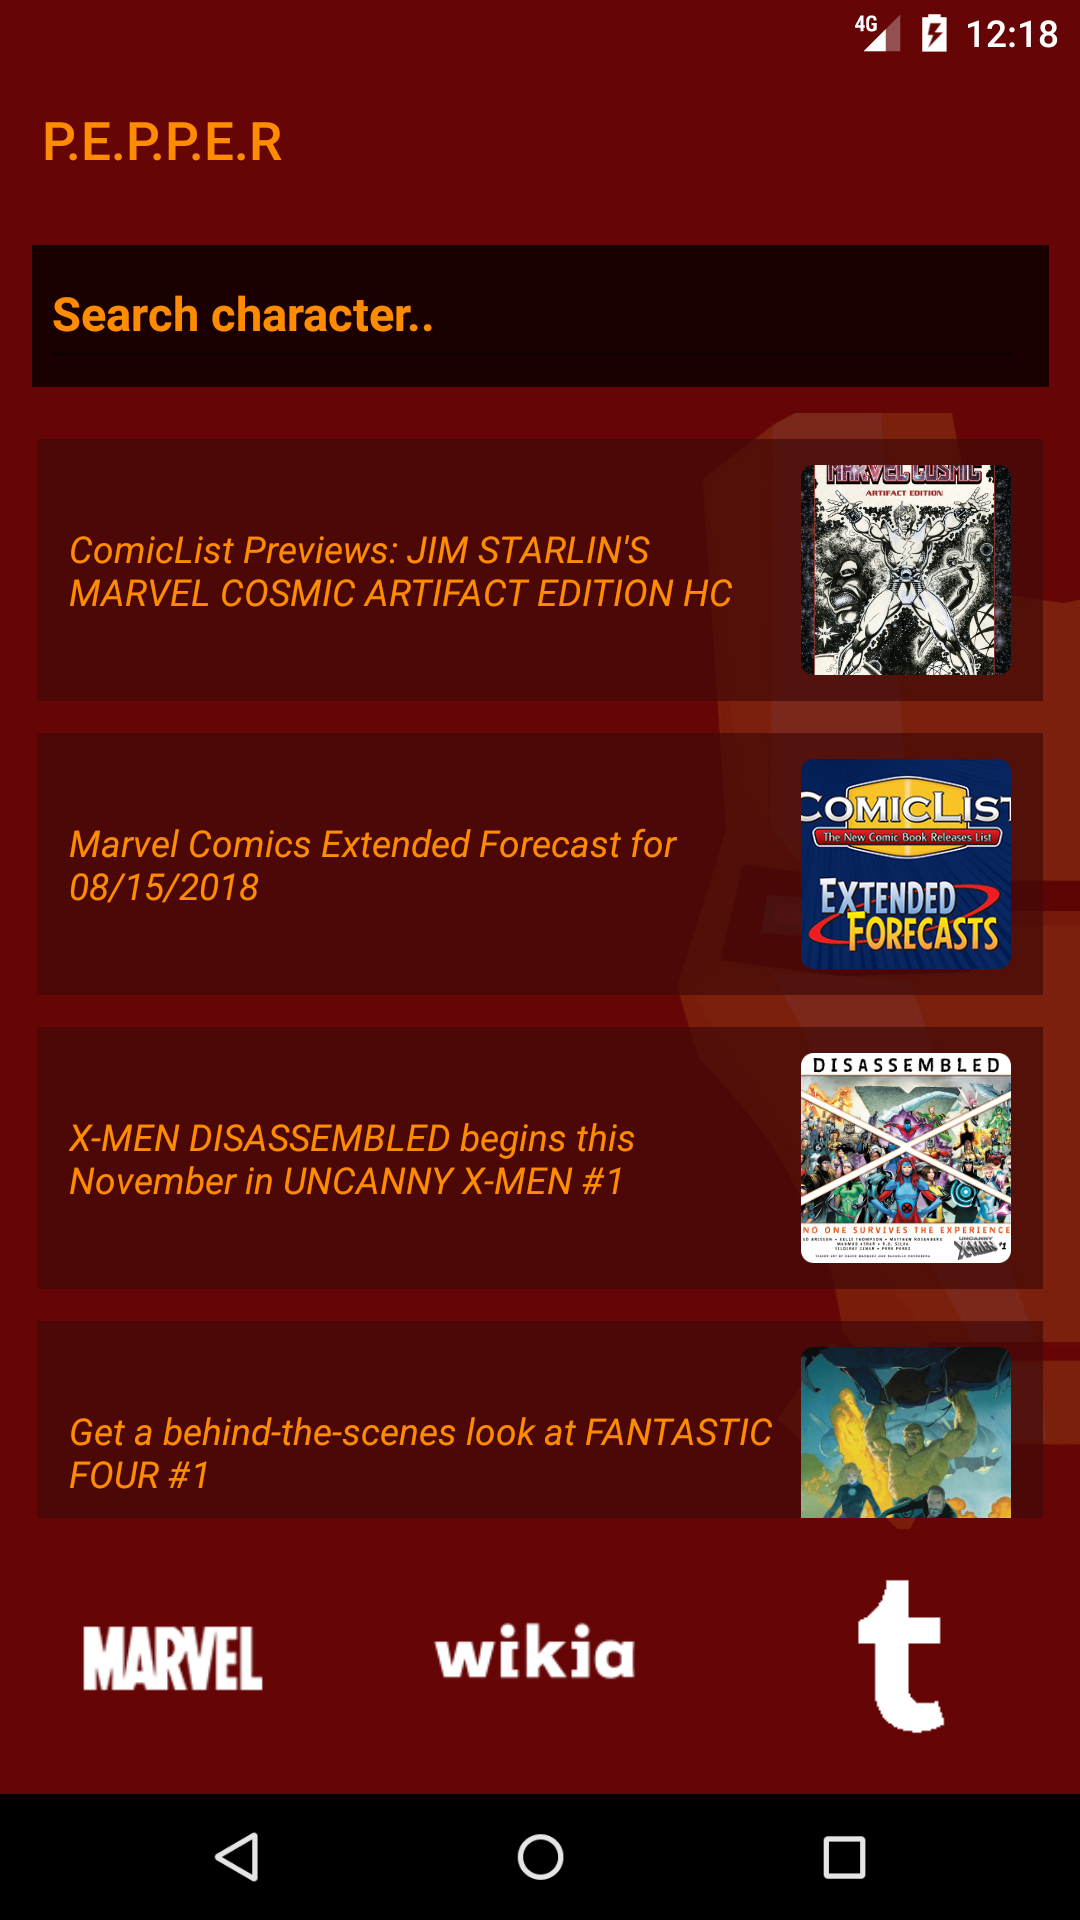 4G 12:18
P.E.P.P.E.R
Search character..
ComicList Previews: JIM STARLIN'S
MARVEL COSMIC ARTIFACT EDITION HC
MARVEL COSMIC
ARTIFACT EDITION
Marvel Comics Extended Forecast for
08/15/2018
COMICLIST
The New Comic Book Releases List
EXTENDED
FORECASTS
X-MEN DISASSEMBLED begins this
November in UNCANNY X-MEN #1
DISASSEMBLED
NO ONE SURVIVES THE EXPERIENCE
UNCANNY
X-MEN #1
Get a behind-the-scenes look at FANTASTIC
FOUR #1
MARVEL
wikia
t